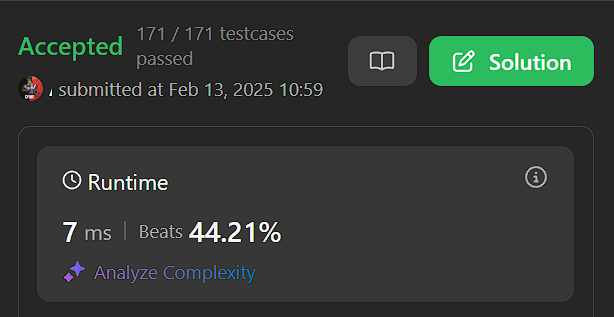 Accepted 171 / 171 testcases
passed
Solution
submitted at Feb 13, 2025 10:59
Runtime
7 ms | Beats 44.21%
Analyze Complexity